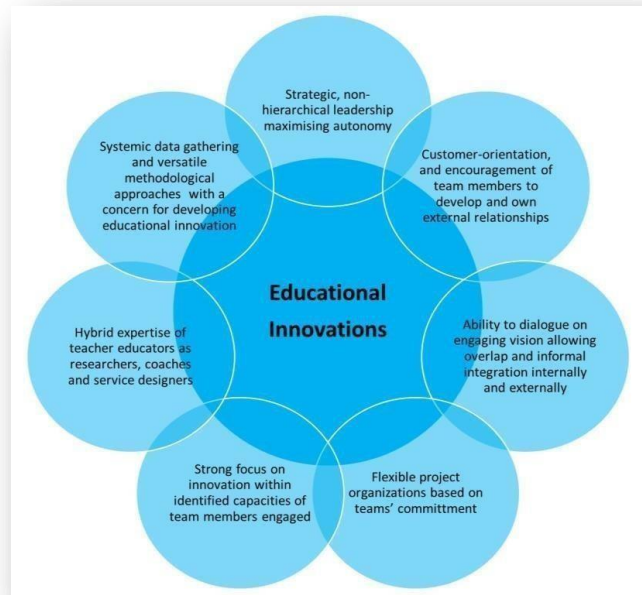 Strategic, non-
hierarchical leadership
maximising autonomy
Customer-orientation,
and encouragement of
team members to
develop and own
external relationships
Ability to dialogue on
engaging vision allowing
overlap and informal
integration internally
and externally
Flexible project
organizations based on
teams' committment
Strong focus on
innovation within
identified capacities of
team members engaged
Hybrid expertise of
teacher educators as
researchers, coaches
and service designers
Systemic data gathering
and versatile
methodological
approaches with a
concern for developing
educational innovation
Educational
Innovations